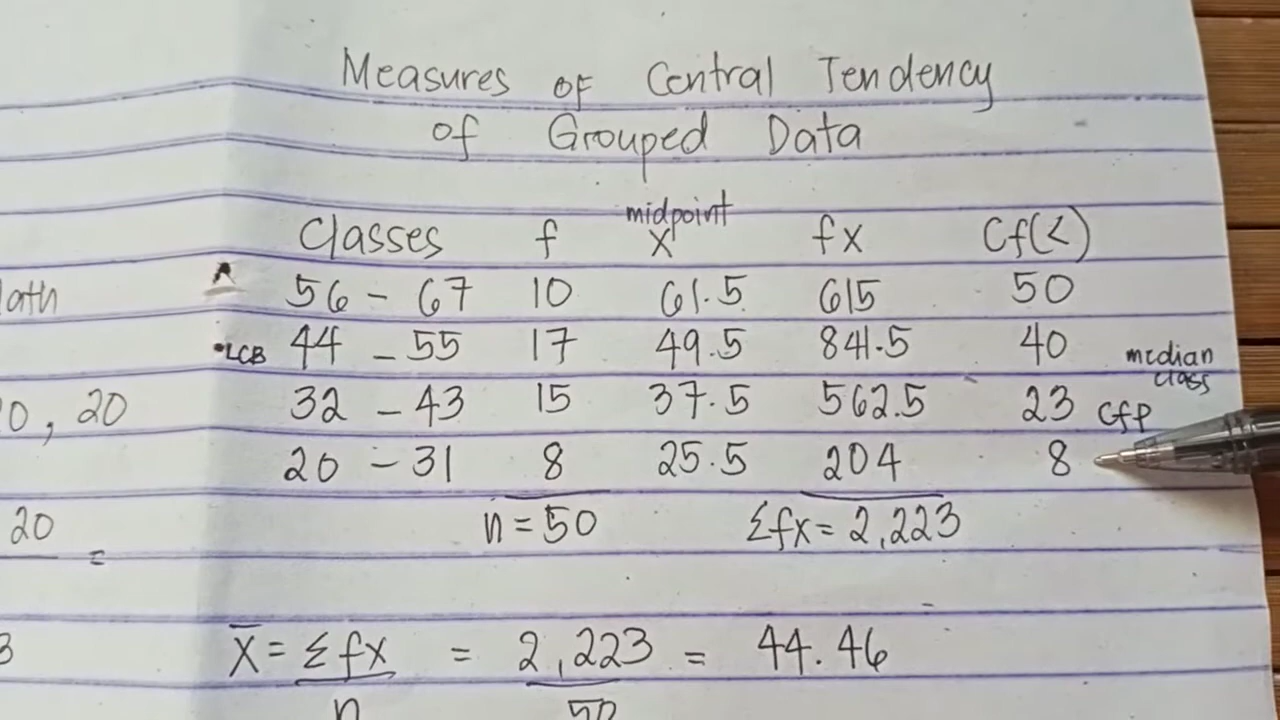 Measures of Central Tendency
of Grouped Data
midpoint
Classes f X fx Cf(<)
56 - 67 10 61.5 615 50
LCB 44 - 55 17 49.5 841.5 40 median class
32 - 43 15 37.5 562.5 23 Cfp
20 - 31 8 25.5 204 8
n = 50 Σfx = 2,223
, 20
20
=
3
X̄ = Σfx = 2,223 = 44.46
n 50